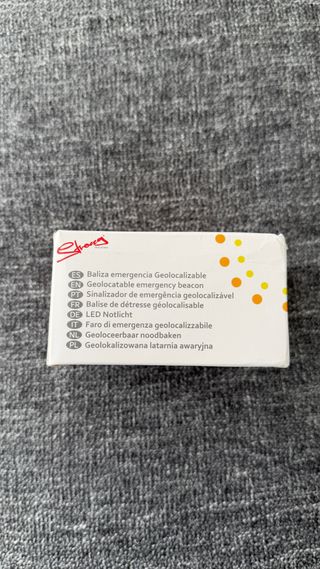 ES Baliza emergencia Geolocalizable
EN Geolocatable emergency beacon
PT Sinalizador de emergência geolocalizável
FR Balise de détresse géolocalisable
DE LED Notlicht
IT Faro di emergenza geolocalizzabile
NL Geoloceerbaar noodbaken
PL Geolokalizowana latarnia awaryjna